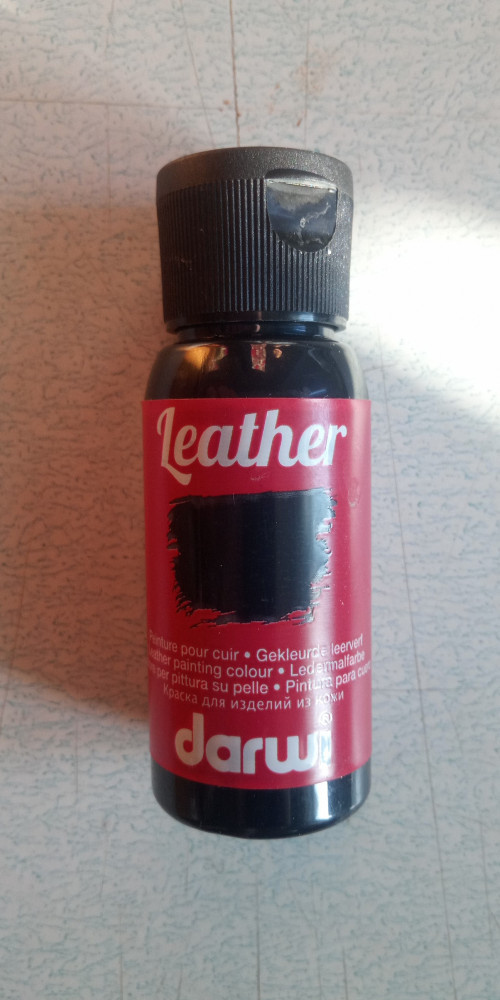 Leather
Peinture pour cuir • Gekleurde leerverf
Leather painting colour • Ledermalfarbe
per pittura su pelle • Pintura para cuero
Краска для изделий из кожи
darwi®